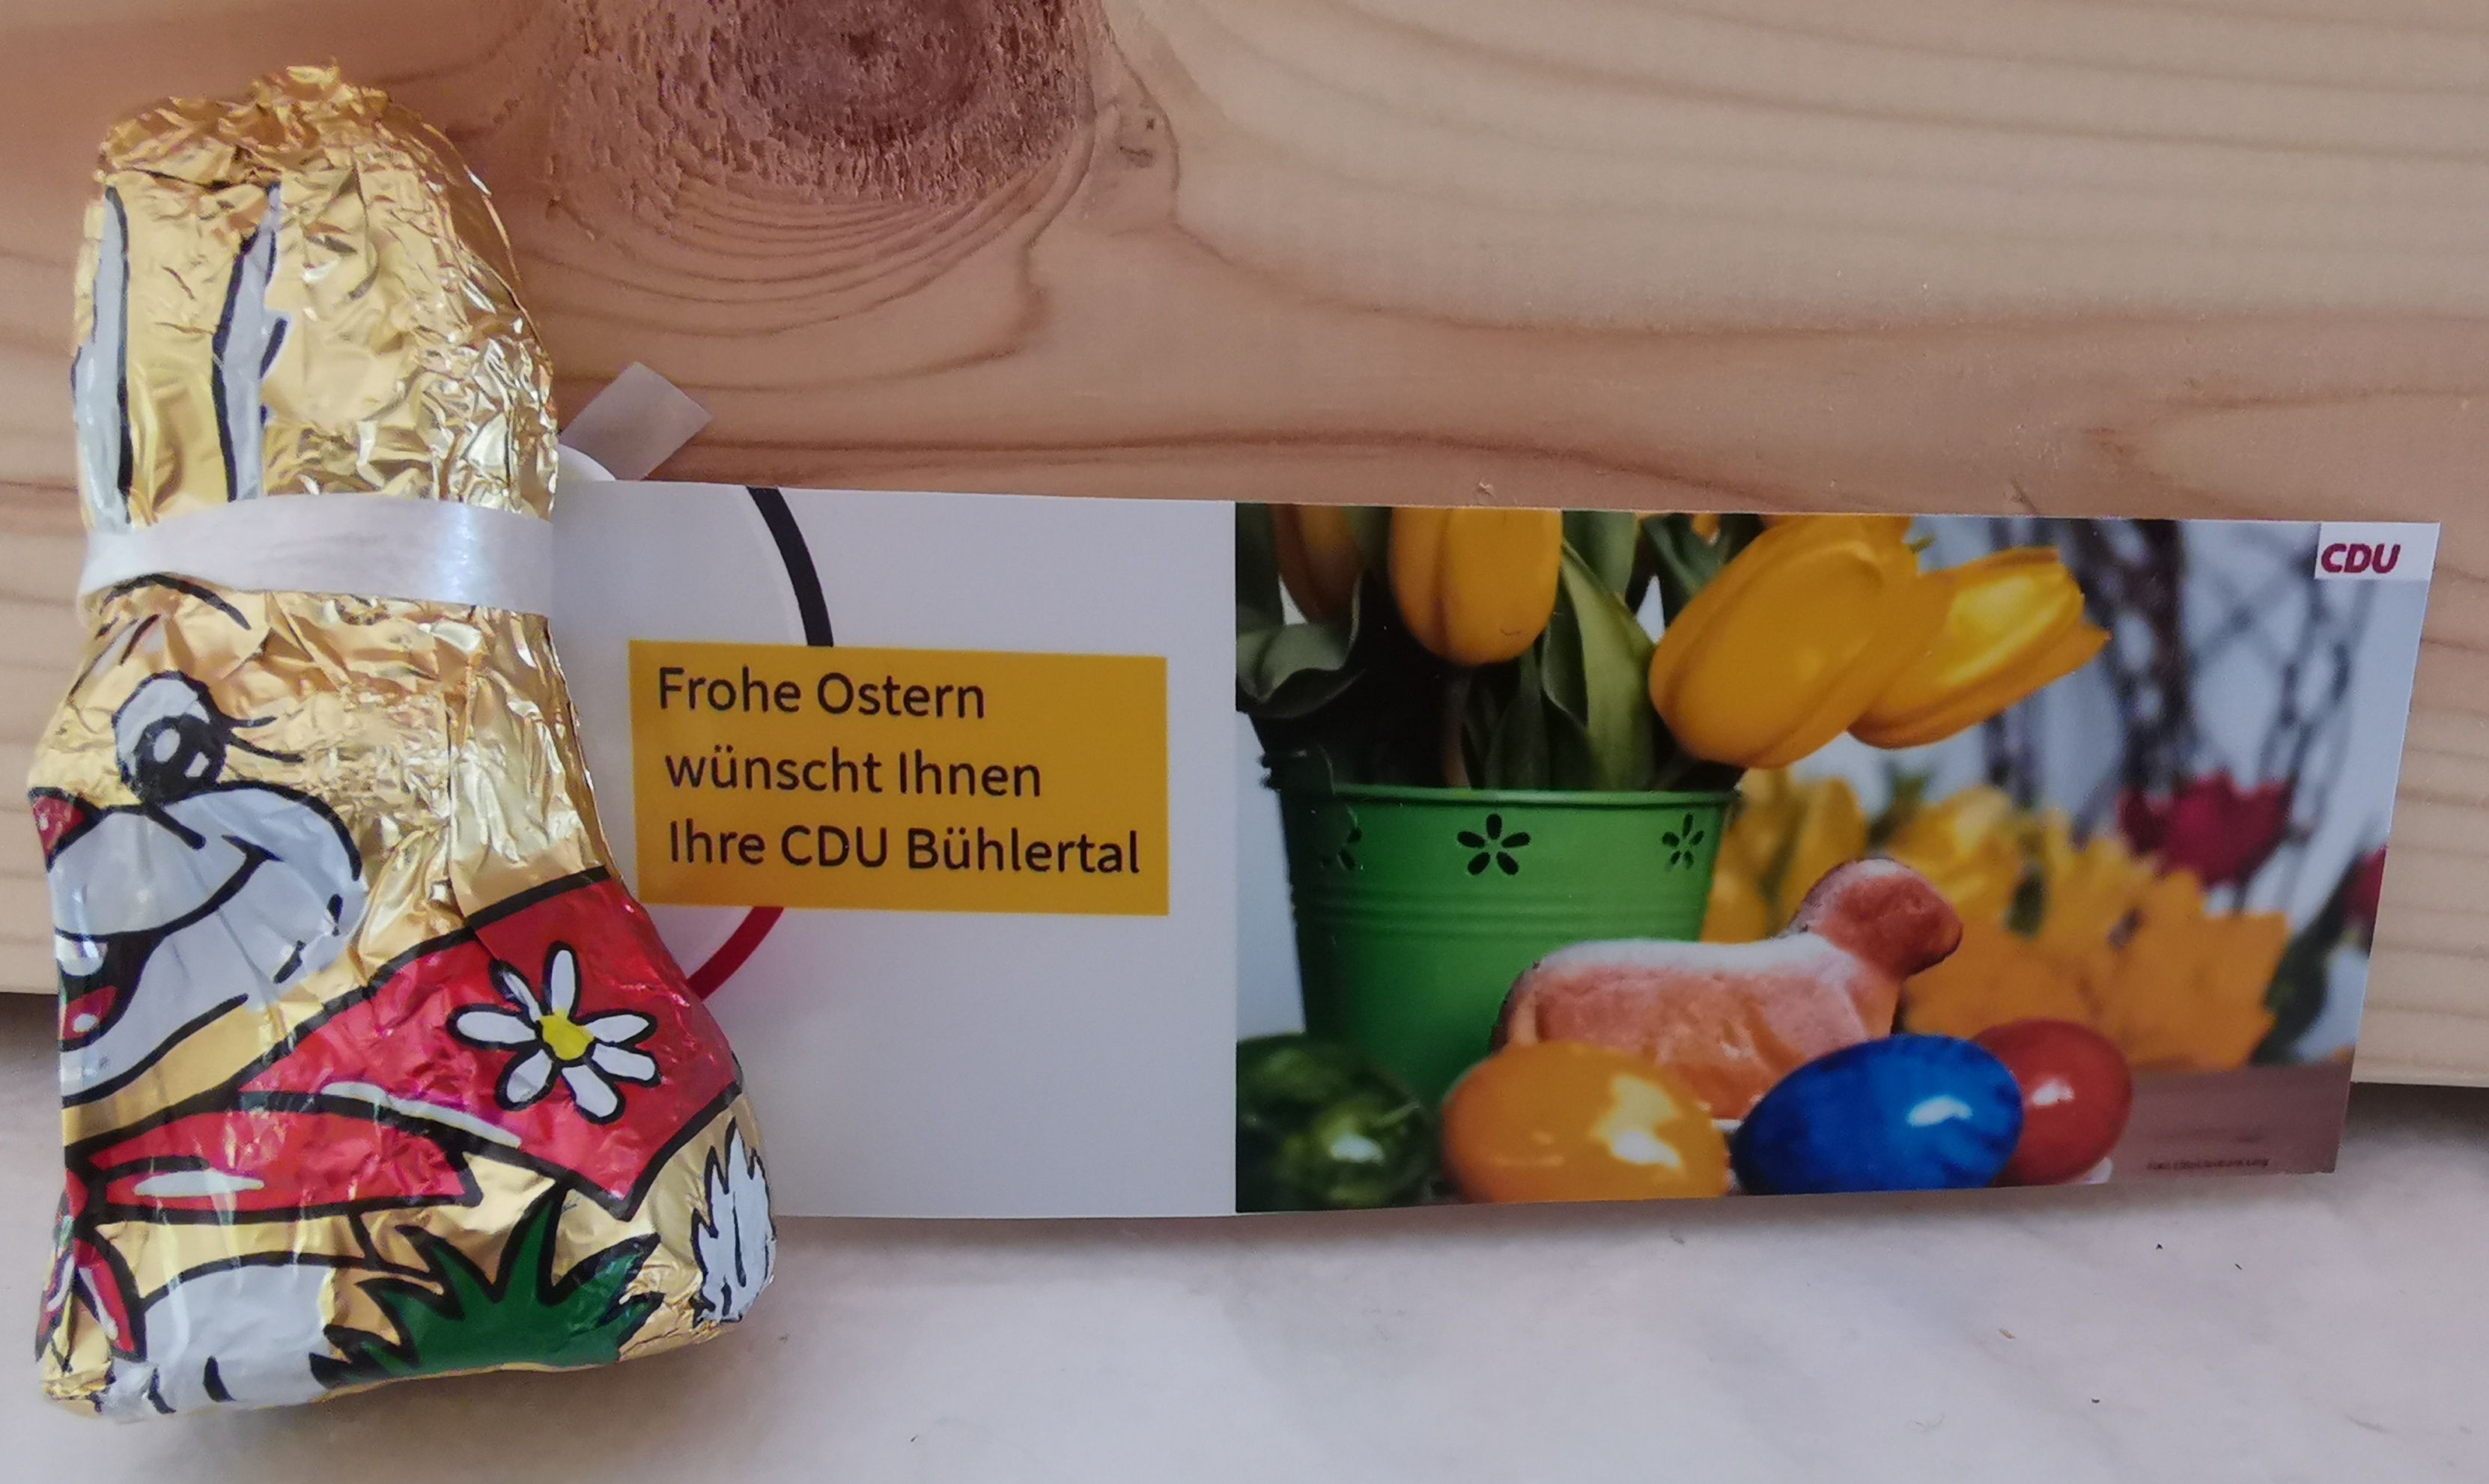 Frohe Ostern
wünscht Ihnen
Ihre CDU Bühlertal
CDU